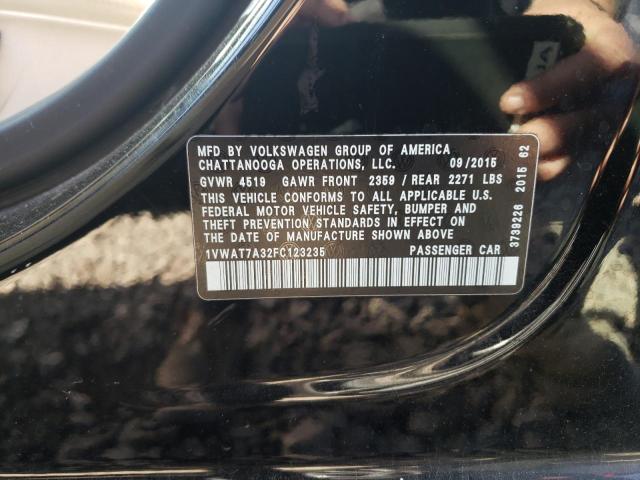 MFD BY VOLKSWAGEN GROUP OF AMERICA
CHATTANOOGA OPERATIONS, LLC. 09/2015
GVWR 4519 GAWR FRONT 2359 / REAR 2271 LBS
THIS VEHICLE CONFORMS TO ALL APPLICABLE U.S.
FEDERAL MOTOR VEHICLE SAFETY, BUMPER AND
THEFT PREVENTION STANDARDS IN EFFECT ON
THE DATE OF MANUFACTURE SHOWN ABOVE
1VWAT7A32FC123235 PASSENGER CAR
3739226 2015 62